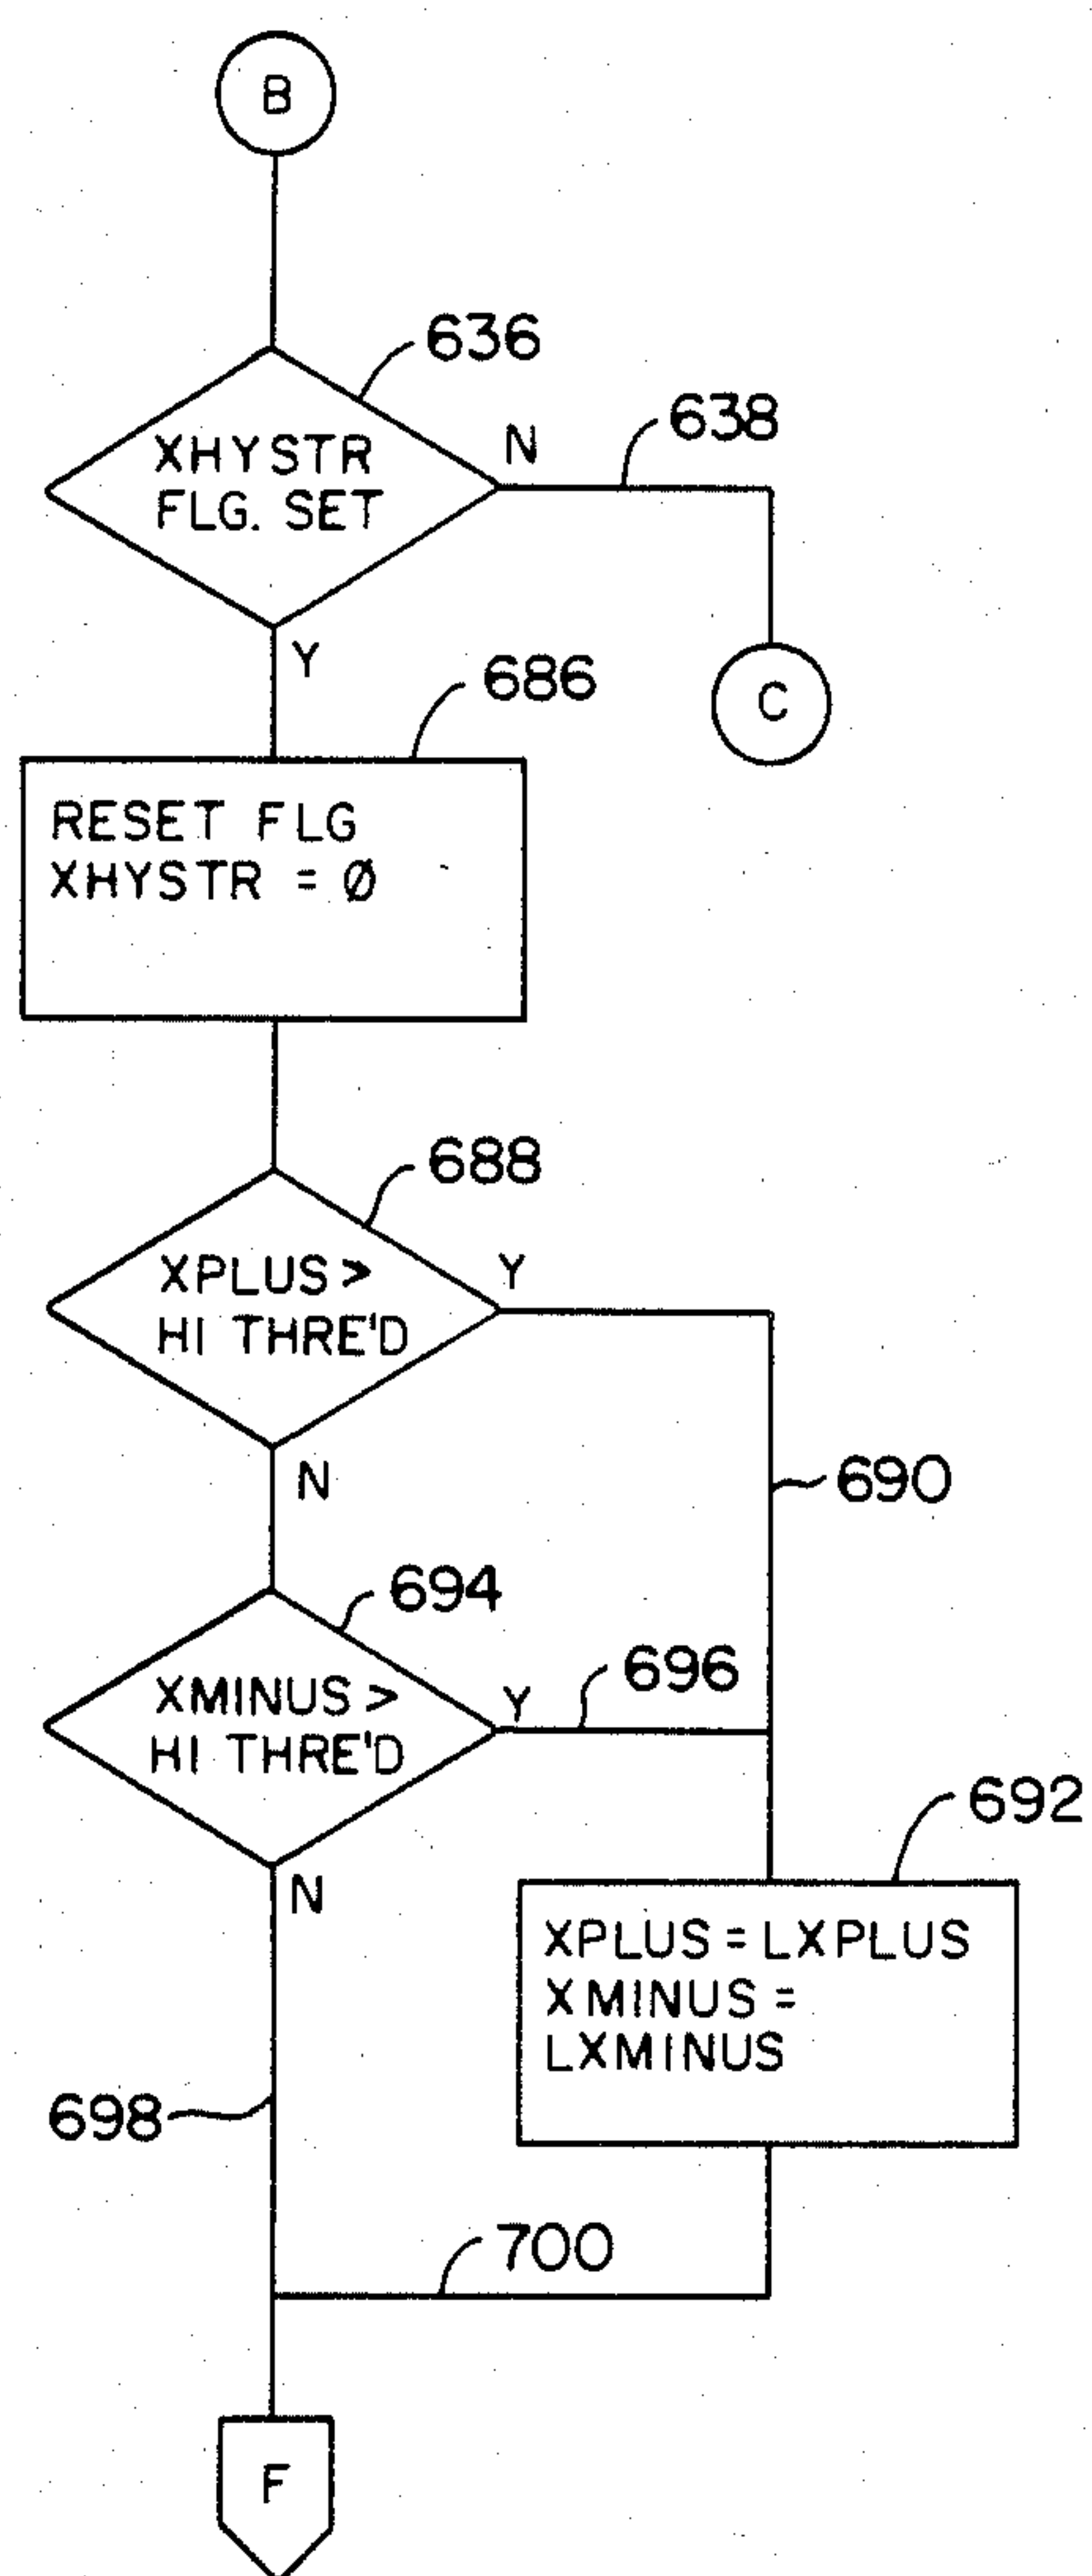 B
636
XHYSTR
FLG. SET
N
638
Y
C
686
RESET FLG
XHYSTR = Ø
688
XPLUS >
HI THRE'D
Y
N
690
694
XMINUS >
HI THRE'D
Y
696
N
692
XPLUS = LXPLUS
XMINUS =
LXMINUS
698
700
F